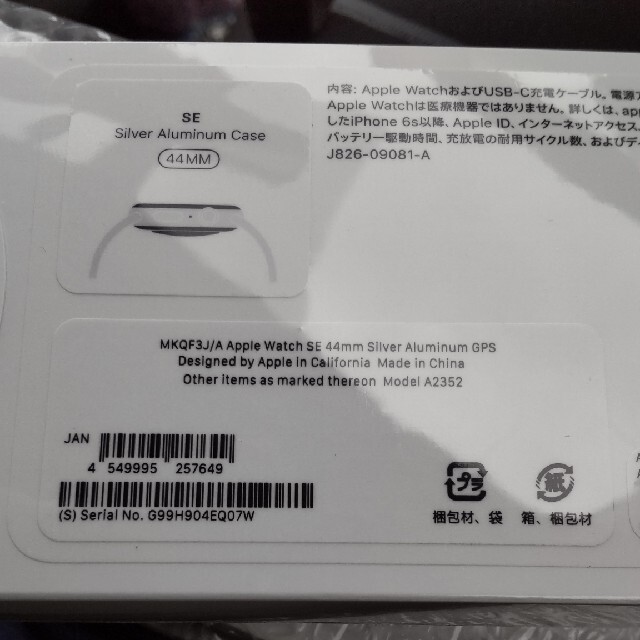 SE
Silver Aluminum Case
44MM
内容: Apple WatchおよびUSB-C充電ケーブル。電源ア
Apple Watchは医療機器ではありません。詳しくは、app
したiPhone 6s以降、Apple ID、インターネットアクセス
バッテリー駆動時間、充放電の耐用サイクル数、およびデ
J826-09081-A
MKQF3J/A Apple Watch SE 44mm Silver Aluminum GPS
Designed by Apple in California Made in China
Other items as marked thereon Model A2352
JAN
4 549995 257649
(S) Serial No. G99H904EQ07W
プラ
紙
梱包材、袋
箱、梱包材